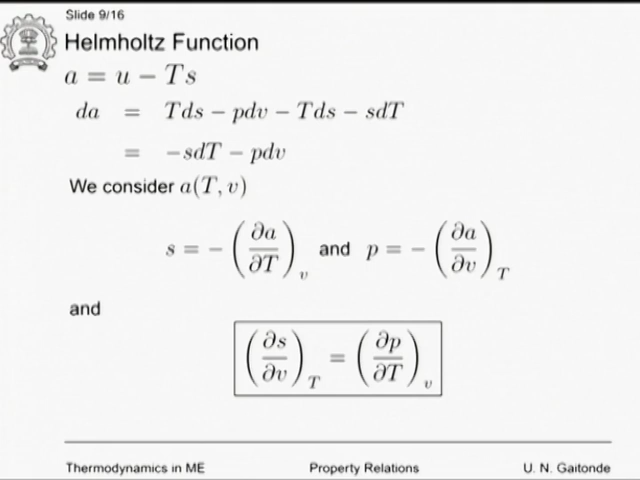 Slide 9/16
Helmholtz Function
a = u − Ts
da = Tds − pdv − Tds − sdT
= −sdT − pdv
We consider a(T, v)
s = −(∂a/∂T)_v and p = −(∂a/∂v)_T
and
(∂s/∂v)_T = (∂p/∂T)_v
Thermodynamics in ME Property Relations U. N. Gaitonde